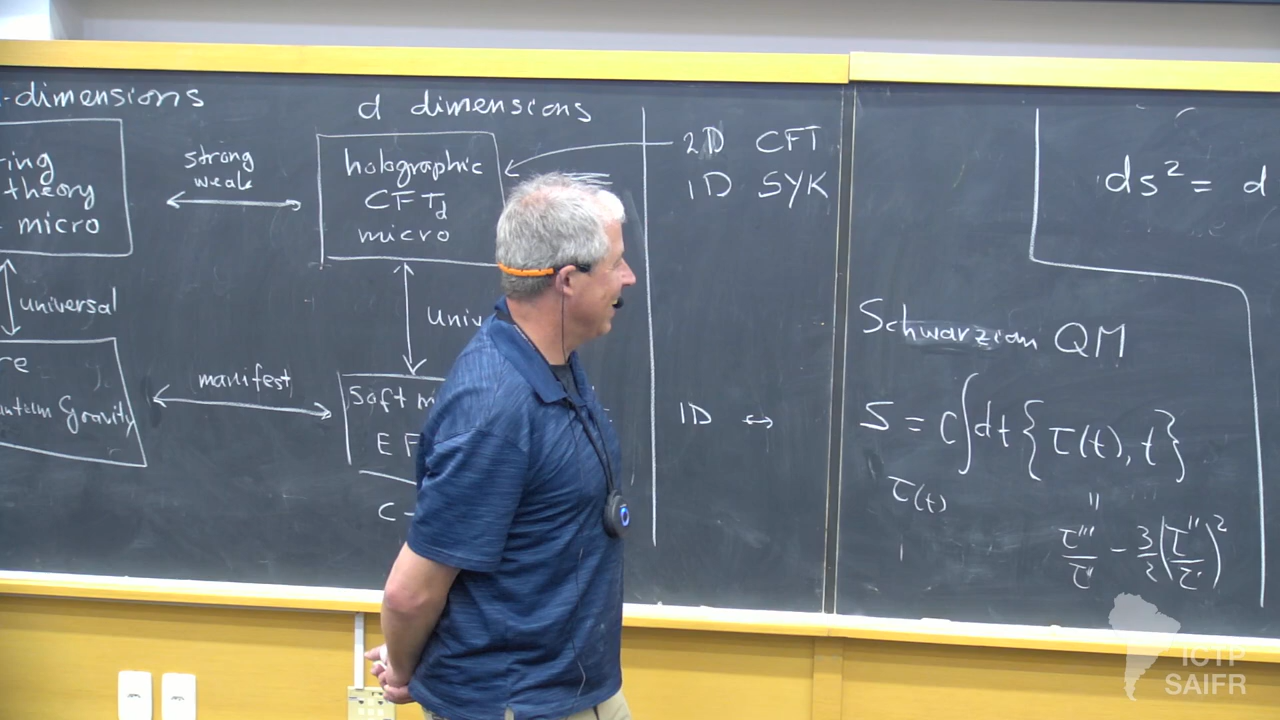 -dimensions
ring
theory
micro
universal
re
antum Gravity
strong
weak
manifest
d dimensions
holographic
CFT_d
micro
univ
Soft m
EF
C-
2D CFT
1D SYK
1D ↔
ds² = d
Schwarzian QM
S = C∫dt {τ(t), t}
τ(t)
"
τ'''/τ' - 3/2 (τ''/τ')²
ICTP
SAIFR